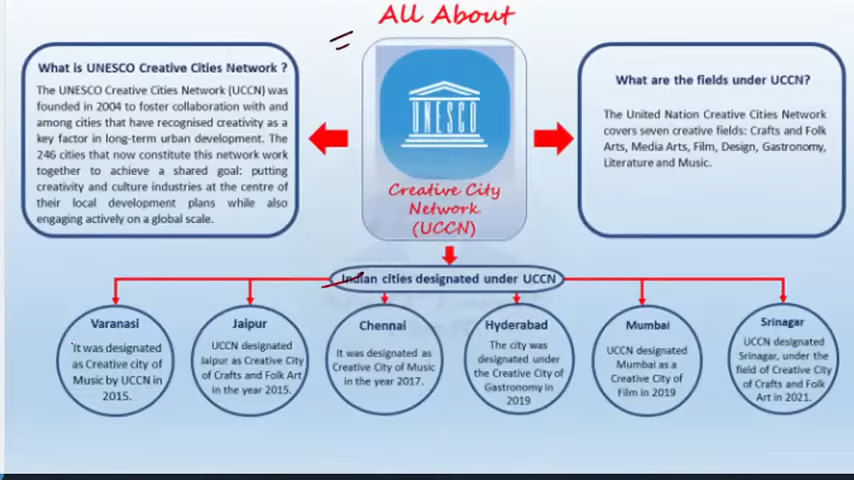 All About
What is UNESCO Creative Cities Network ?
The UNESCO Creative Cities Network (UCCN) was
founded in 2004 to foster collaboration with and
among cities that have recognised creativity as a
key factor in long-term urban development. The
246 cities that now constitute this network work
together to achieve a shared goal: putting
creativity and culture industries at the centre of
their local development plans while also
engaging actively on a global scale.
UNESCO
Creative City
Network
(UCCN)
What are the fields under UCCN?
The United Nation Creative Cities Network
covers seven creative fields: Crafts and Folk
Arts, Media Arts, Film, Design, Gastronomy,
Literature and Music.
Indian cities designated under UCCN
Varanasi
It was designated
as Creative city of
Music by UCCN in
2015.
Jaipur
UCCN designated
Jaipur as Creative City
of Crafts and Folk Art
in the year 2015.
Chennai
It was designated as
Creative City of Music
in the year 2017.
Hyderabad
The city was
designated under
the Creative City of
Gastronomy in
2019
Mumbai
UCCN designated
Mumbai as a
Creative City of
Film in 2019
Srinagar
UCCN designated
Srinagar, under the
field of Creative City
of Crafts and Folk
Art in 2021.